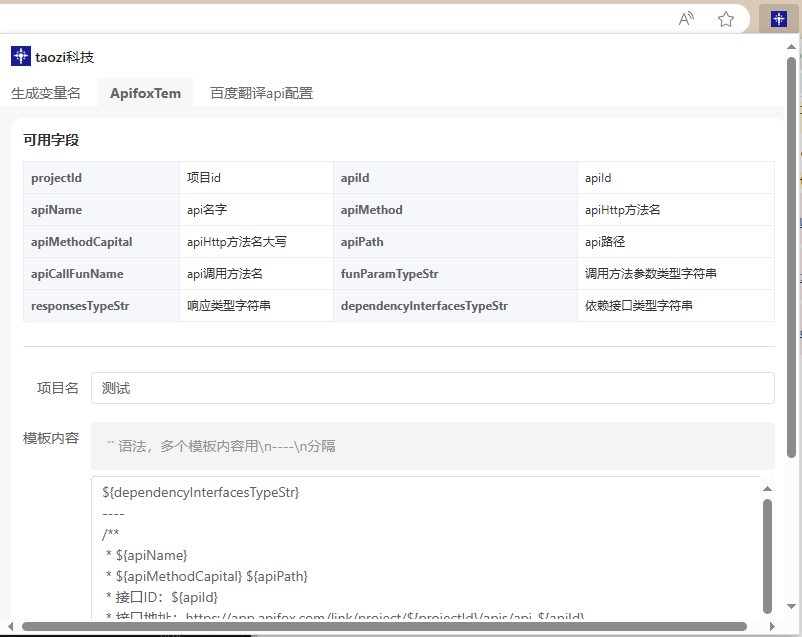 taozi科技
生成变量名 ApifoxTem 百度翻译api配置
可用字段
projectId 项目id apiId apiId
apiName api名字 apiMethod apiHttp方法名
apiMethodCapital apiHttp方法名大写 apiPath api路径
apiCallFunName api调用方法名 funParamTypeStr 调用方法参数类型字符串
responsesTypeStr 响应类型字符串 dependencyInterfacesTypeStr 依赖接口类型字符串
项目名 测试
模板内容 `` 语法，多个模板内容用\n----\n分隔
${dependencyInterfacesTypeStr}
----
/**
* ${apiName}
* ${apiMethodCapital} ${apiPath}
* 接口ID：${apiId}
* 接口地址：https://app.apifox.com/link/project/${projectId}/apis/api-${apiId}